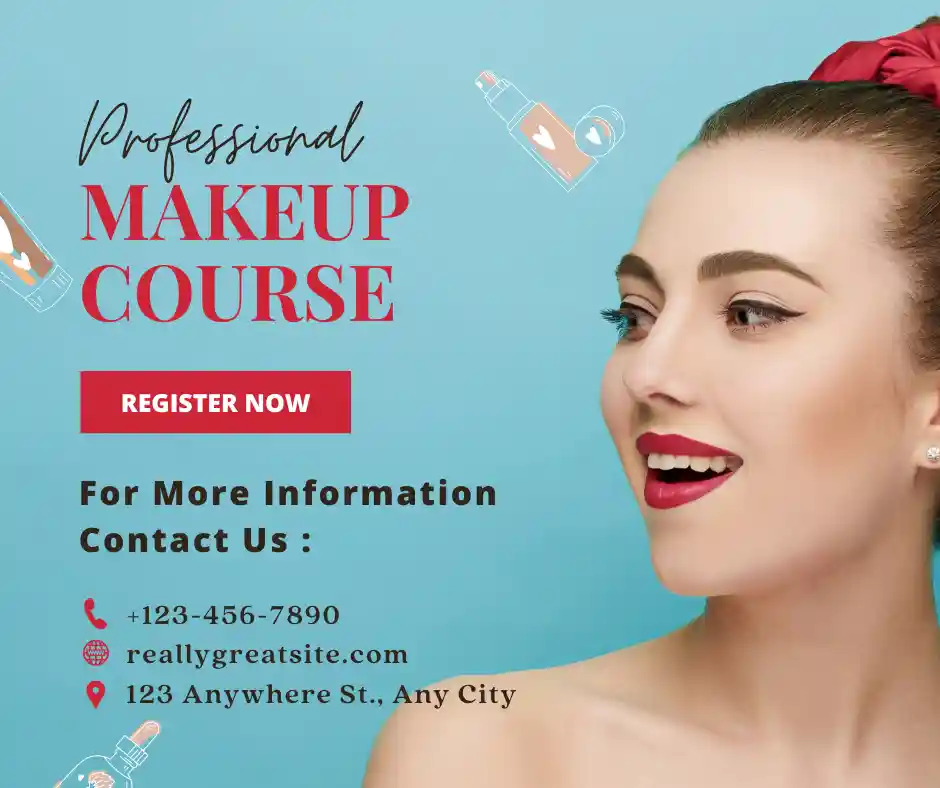 Professional
MAKEUP
COURSE
REGISTER NOW
For More Information
Contact Us :
+123-456-7890
reallygreatsite.com
123 Anywhere St., Any City